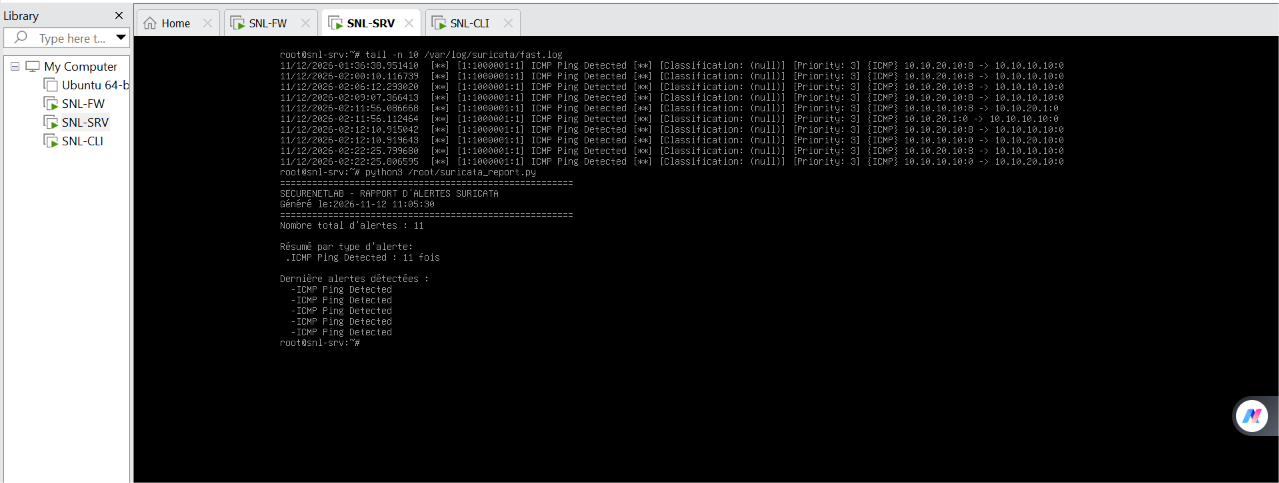 Library
Type here t...
My Computer
Ubuntu 64-b
SNL-FW
SNL-SRV
SNL-CLI
Home
SNL-FW
SNL-SRV
SNL-CLI
root@snl-srv:~# tail -n 10 /var/log/suricata/fast.log
11/12/2026-01:36:38.951410 [**] [1:1000001:1] ICMP Ping Detected [**] [Classification: (null)] [Priority: 3] {ICMP} 10.10.20.10:8 -> 10.10.10.10:0
11/12/2026-02:00:10.116739 [**] [1:1000001:1] ICMP Ping Detected [**] [Classification: (null)] [Priority: 3] {ICMP} 10.10.20.10:8 -> 10.10.10.10:0
11/12/2026-02:06:12.293020 [**] [1:1000001:1] ICMP Ping Detected [**] [Classification: (null)] [Priority: 3] {ICMP} 10.10.20.10:8 -> 10.10.10.10:0
11/12/2026-02:09:07.366413 [**] [1:1000001:1] ICMP Ping Detected [**] [Classification: (null)] [Priority: 3] {ICMP} 10.10.20.10:8 -> 10.10.10.10:0
11/12/2026-02:11:56.086668 [**] [1:1000001:1] ICMP Ping Detected [**] [Classification: (null)] [Priority: 3] {ICMP} 10.10.10.10:8 -> 10.10.20.1:0
11/12/2026-02:11:56.112464 [**] [1:1000001:1] ICMP Ping Detected [**] [Classification: (null)] [Priority: 3] {ICMP} 10.10.20.1:0 -> 10.10.10.10:0
11/12/2026-02:12:10.915042 [**] [1:1000001:1] ICMP Ping Detected [**] [Classification: (null)] [Priority: 3] {ICMP} 10.10.20.10:8 -> 10.10.10.10:0
11/12/2026-02:12:10.919643 [**] [1:1000001:1] ICMP Ping Detected [**] [Classification: (null)] [Priority: 3] {ICMP} 10.10.10.10:0 -> 10.10.20.10:0
11/12/2026-02:22:25.799680 [**] [1:1000001:1] ICMP Ping Detected [**] [Classification: (null)] [Priority: 3] {ICMP} 10.10.20.10:8 -> 10.10.10.10:0
11/12/2026-02:22:25.806595 [**] [1:1000001:1] ICMP Ping Detected [**] [Classification: (null)] [Priority: 3] {ICMP} 10.10.10.10:0 -> 10.10.20.10:0
root@snl-srv:~# python3 /root/suricata_report.py
=======================================================
SECURENETLAB - RAPPORT D'ALERTES SURICATA
Généré le:2026-11-12 11:05:30
=======================================================
Nombre total d'alertes : 11
Résumé par type d'alerte:
.ICMP Ping Detected : 11 fois
Dernière alertes détectées :
-ICMP Ping Detected
-ICMP Ping Detected
-ICMP Ping Detected
-ICMP Ping Detected
-ICMP Ping Detected
root@snl-srv:~#